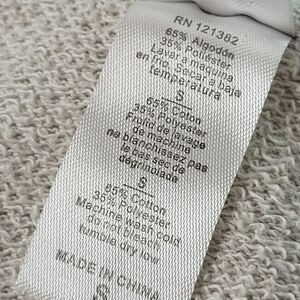 RN 121382
65% Algodón
35% Poliéster
Lavar a maquina
en frio. Secar a baja
temperatura
S
65% Coton
35% Polyester
Froid de lavage
de machine
ne blanchissez pas
le bas sec de
dégringolade
S
65% Cotton
35% Polyester
Machine wash cold
do not bleach
tumble dry low
MADE IN CHINA
S